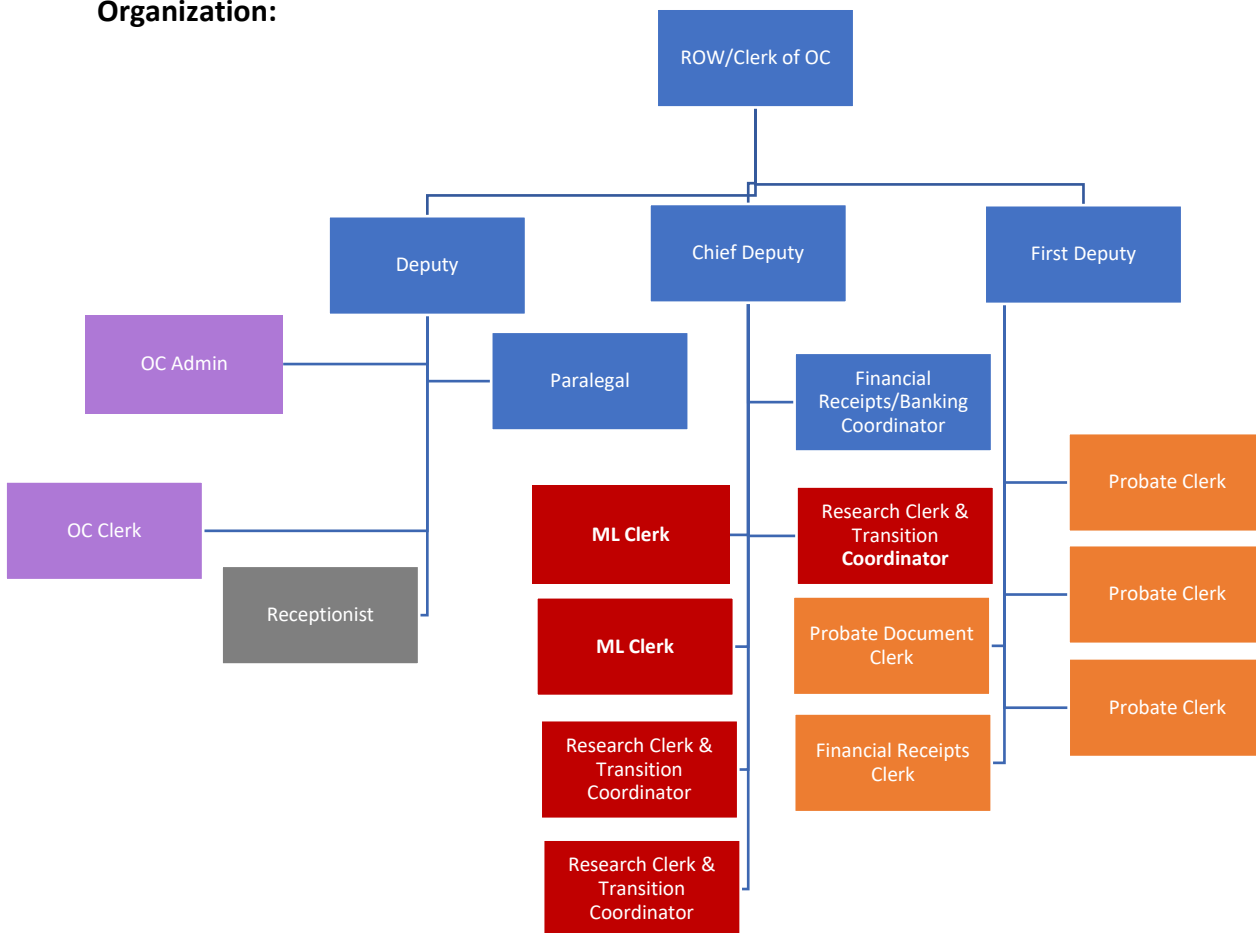 Organization:
ROW/Clerk of OC
Deputy
Chief Deputy
First Deputy
OC Admin
Paralegal
Financial
Receipts/Banking
Coordinator
Probate Clerk
OC Clerk
ML Clerk
Research Clerk &
Transition
Coordinator
Receptionist
ML Clerk
Probate Document
Clerk
Probate Clerk
Research Clerk &
Transition
Coordinator
Financial Receipts
Clerk
Probate Clerk
Research Clerk &
Transition
Coordinator